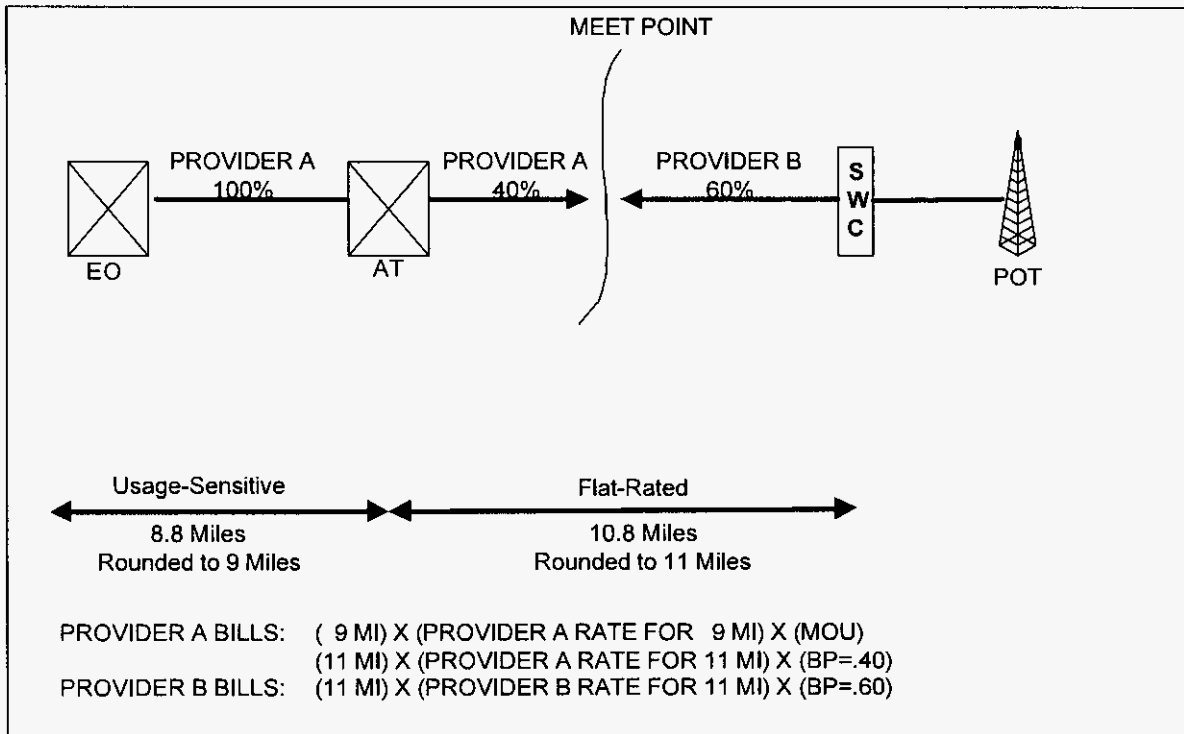 MEET POINT
PROVIDER A
100%
PROVIDER A
40%
PROVIDER B
60%
S
W
C
EO
AT
POT
Usage-Sensitive
8.8 Miles
Rounded to 9 Miles
Flat-Rated
10.8 Miles
Rounded to 11 Miles
PROVIDER A BILLS: ( 9 MI) X (PROVIDER A RATE FOR 9 MI) X (MOU)
(11 MI) X (PROVIDER A RATE FOR 11 MI) X (BP=.40)
PROVIDER B BILLS: (11 MI) X (PROVIDER B RATE FOR 11 MI) X (BP=.60)